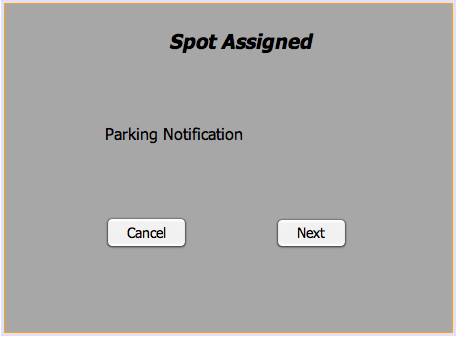 Spot Assigned
Parking Notification
Cancel
Next